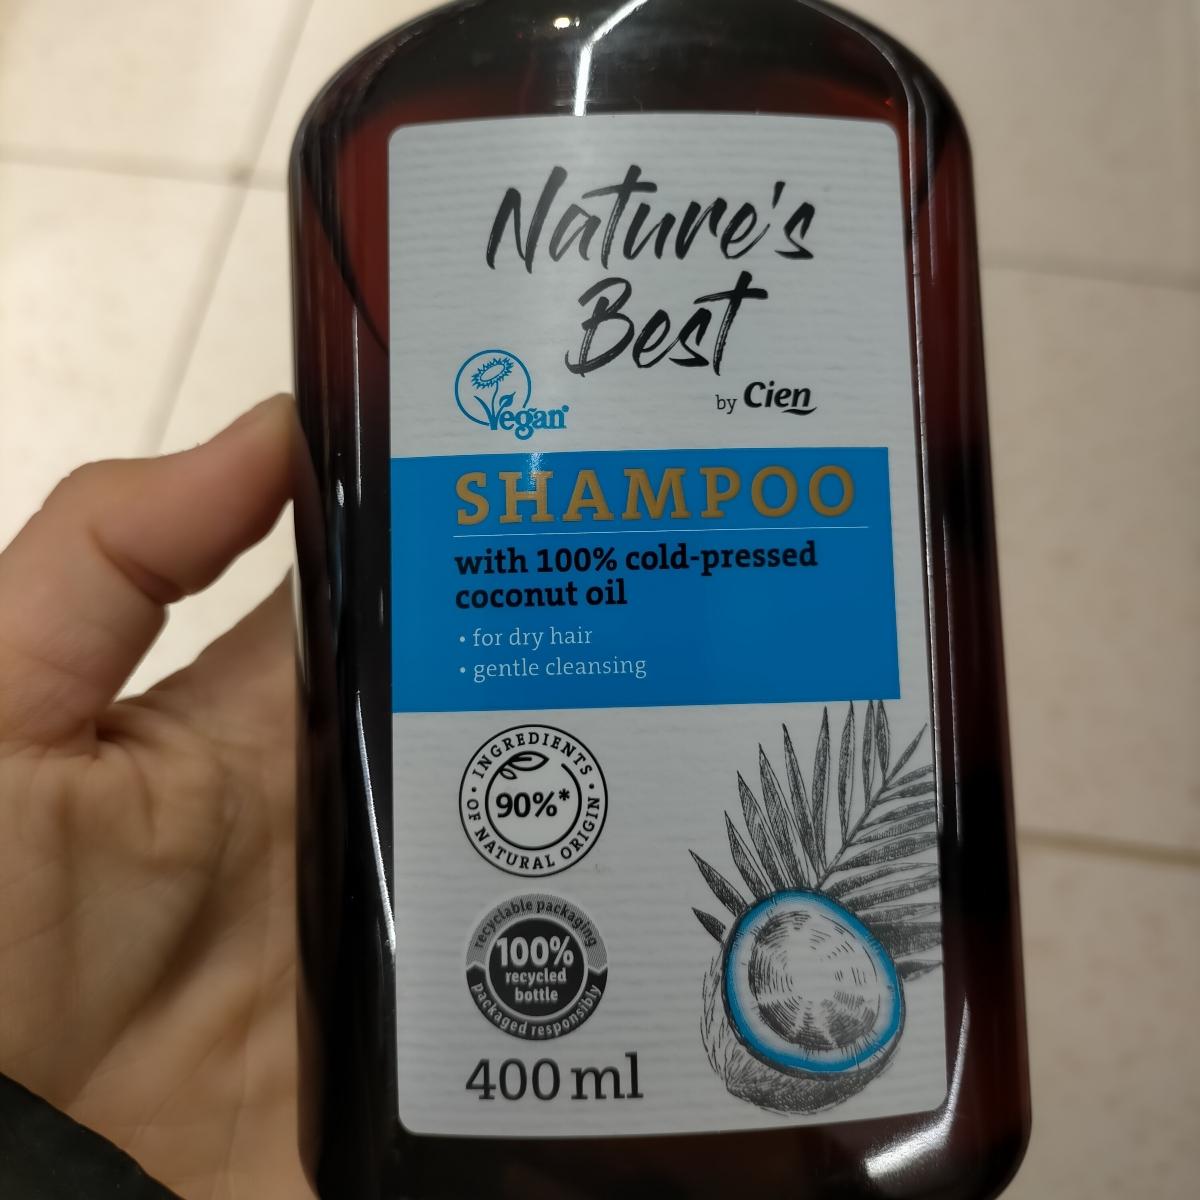 Nature's
Best
by Cien
Vegan
SHAMPOO
with 100% cold-pressed
coconut oil
• for dry hair
• gentle cleansing
• INGREDIENTS •
OF NATURAL ORIGIN
90%*
recyclable packaging
100%
recycled
bottle
packaged responsibly
400 ml